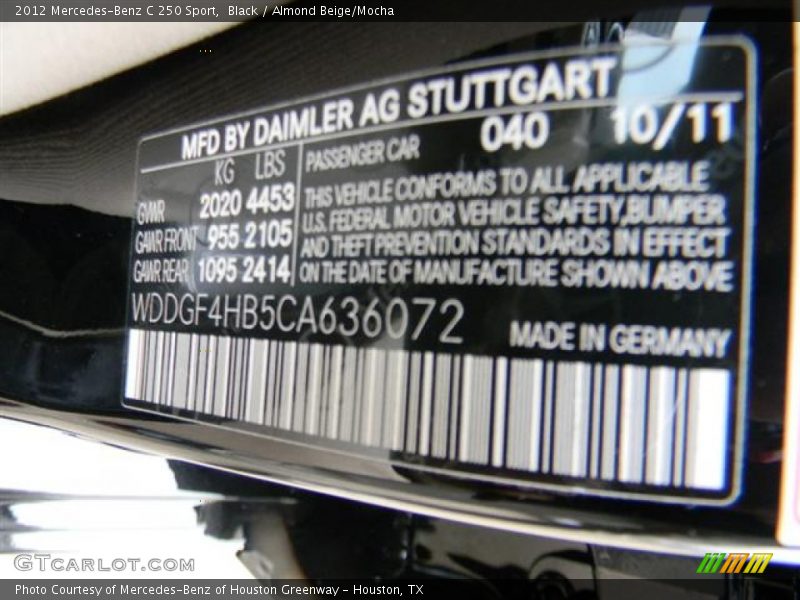 2012 Mercedes-Benz C 250 Sport,  Black / Almond Beige/Mocha
MFD BY DAIMLER AG STUTTGART
KG LBS PASSENGER CAR 040 10/11
GVWR 2020 4453 THIS VEHICLE CONFORMS TO ALL APPLICABLE
GAWR FRONT 955 2105 U.S. FEDERAL MOTOR VEHICLE SAFETY,BUMPER
GAWR REAR 1095 2414 AND THEFT PREVENTION STANDARDS IN EFFECT
ON THE DATE OF MANUFACTURE SHOWN ABOVE
WDDGF4HB5CA636072
MADE IN GERMANY
GTCARLOT.COM
Photo Courtesy of Mercedes-Benz of Houston Greenway - Houston, TX